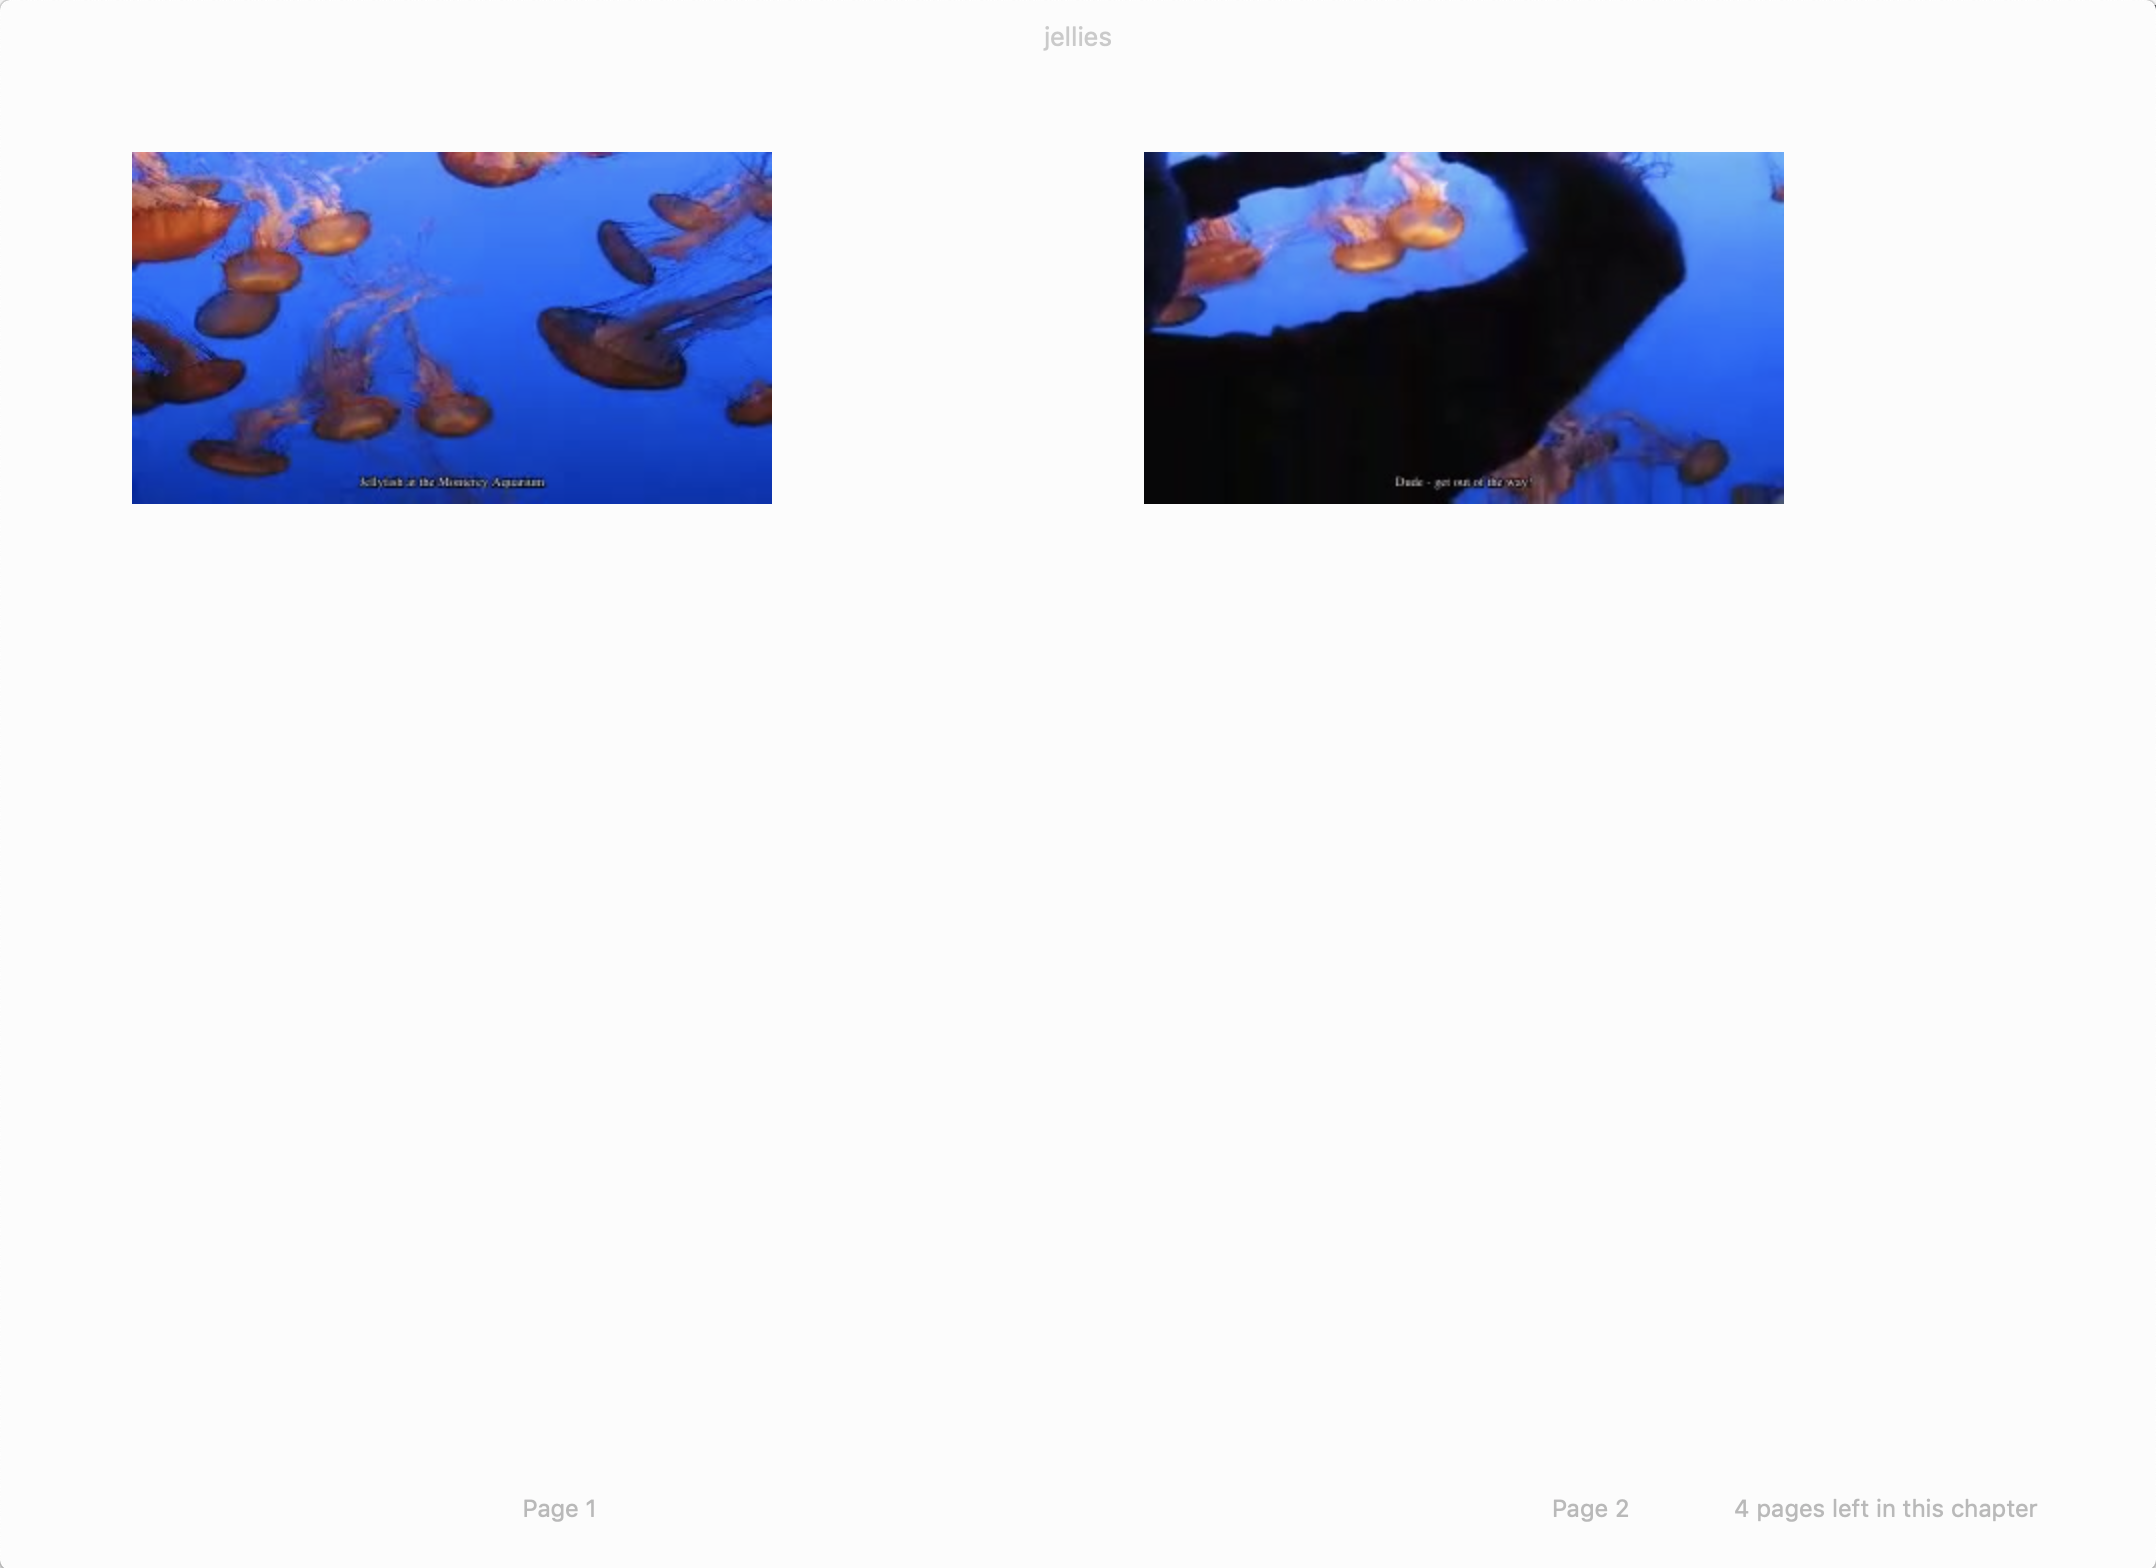 jellies
Jellyfish at the Monterey Aquarium
Dude - get out of the way!
Page 1
Page 2
4 pages left in this chapter